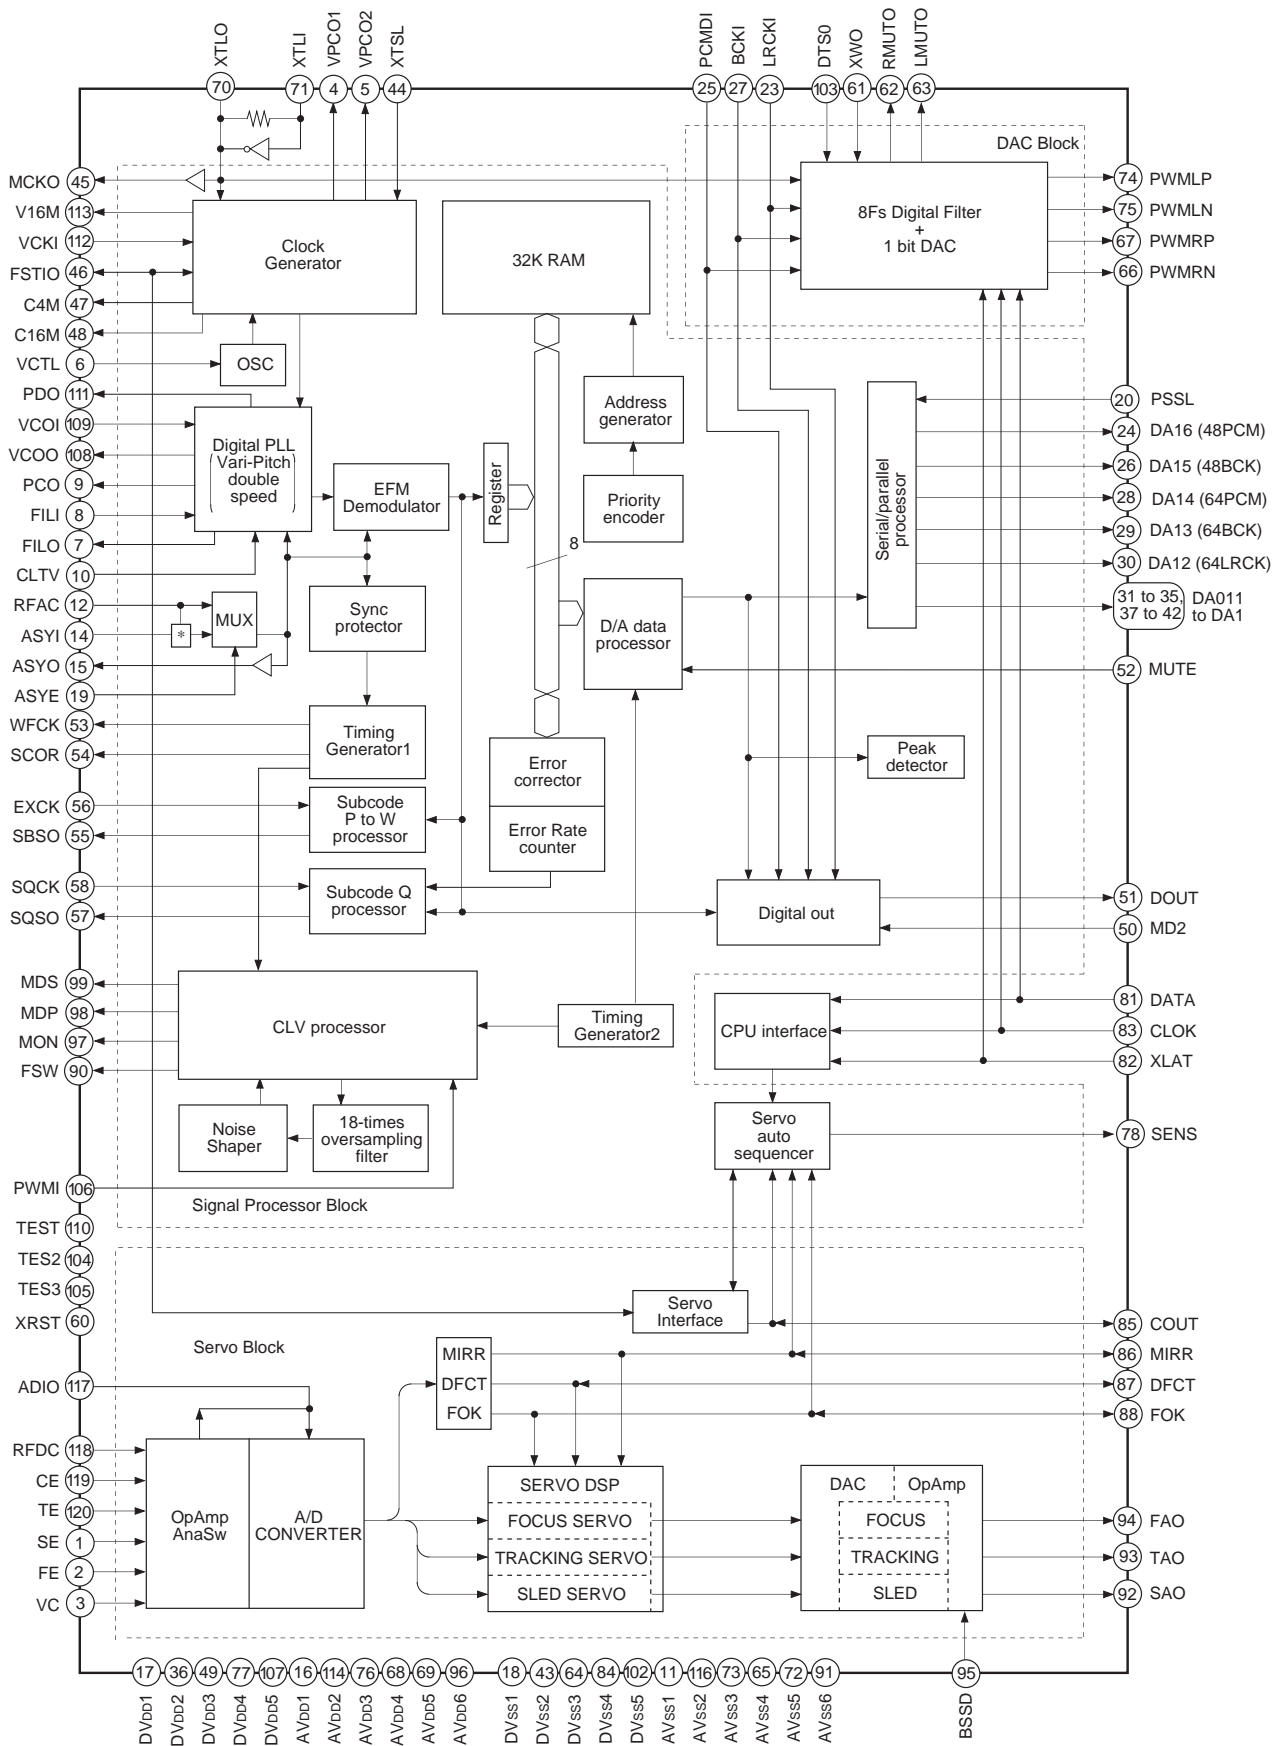 XTLO
XTLI
VPCO1
VPCO2
XTSL
PCMDI
BCKI
LRCKI
DTS0
XWO
RMUTO
LMUTO
70
71
4
5
44
25
27
23
103
61
62
63
DAC Block
MCKO 45
V16M 113
VCKI 112
FSTIO 46
C4M 47
C16M 48
VCTL 6
PDO 111
VCOI 109
VCOO 108
PCO 9
FILI 8
FILO 7
CLTV 10
RFAC 12
ASYI 14
ASYO 15
ASYE 19
WFCK 53
SCOR 54
EXCK 56
SBSO 55
SQCK 58
SQSO 57
MDS 99
MDP 98
MON 97
FSW 90
PWMI 106
TEST 110
TES2 104
TES3 105
XRST 60
ADIO 117
RFDC 118
CE 119
TE 120
SE 1
FE 2
VC 3
Clock
Generator
32K RAM
8Fs Digital Filter
+
1 bit DAC
OSC
Digital PLL
Vari-Pitch
double
speed
EFM
Demodulator
Register
Address
generator
Priority
encoder
8
Serial/parallel
processor
MUX
*
Sync
protector
D/A data
processor
Timing
Generator1
Error
corrector
Error Rate
counter
Peak
detector
Subcode
P to W
processor
Subcode Q
processor
Digital out
CLV processor
Timing
Generator2
CPU interface
Noise
Shaper
18-times
oversampling
filter
Servo
auto
sequencer
Signal Processor Block
Servo
Interface
Servo Block
MIRR
DFCT
FOK
OpAmp
AnaSw
A/D
CONVERTER
SERVO DSP
FOCUS SERVO
TRACKING SERVO
SLED SERVO
DAC
OpAmp
FOCUS
TRACKING
SLED
74 PWMLP
75 PWMLN
67 PWMRP
66 PWMRN
20 PSSL
24 DA16 (48PCM)
26 DA15 (48BCK)
28 DA14 (64PCM)
29 DA13 (64BCK)
30 DA12 (64LRCK)
31 to 35, DA011
37 to 42 to DA1
52 MUTE
51 DOUT
50 MD2
81 DATA
83 CLOK
82 XLAT
78 SENS
85 COUT
86 MIRR
87 DFCT
88 FOK
94 FAO
93 TAO
92 SAO
17
36
49
77
107
16
114
76
68
69
96
18
43
64
84
102
11
116
73
65
72
91
95
DVDD1
DVDD2
DVDD3
DVDD4
DVDD5
AVDD1
AVDD2
AVDD3
AVDD4
AVDD5
AVDD6
DVSS1
DVSS2
DVSS3
DVSS4
DVSS5
AVSS1
AVSS2
AVSS3
AVSS4
AVSS5
AVSS6
BSSD